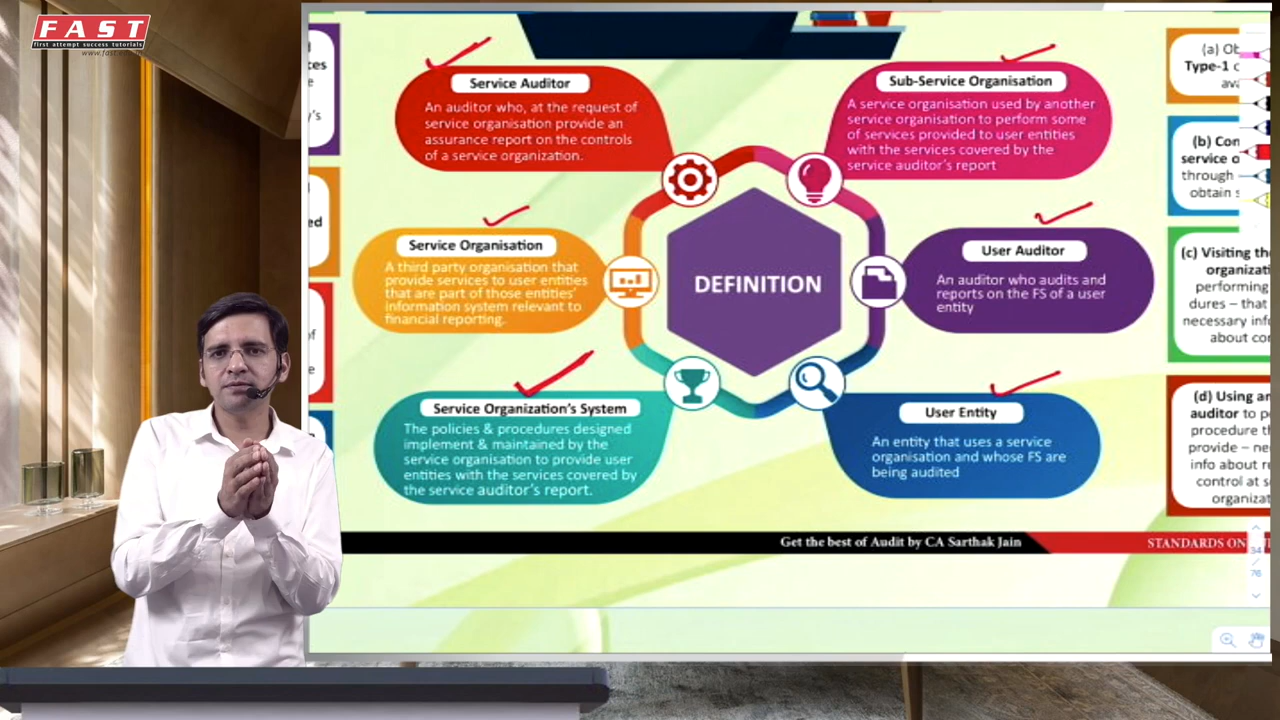 FAST
first attempt success tutorials
Service Auditor
An auditor who, at the request of
service organisation provide an
assurance report on the controls
of a service organization.
Sub-Service Organisation
A service organisation used by another
service organisation to perform some
of services provided to user entities
with the services covered by the
service auditor's report
Service Organisation
A third party organisation that
provide services to user entities
that are part of those entities'
information system relevant to
financial reporting.
DEFINITION
User Auditor
An auditor who audits and
reports on the FS of a user
entity
Service Organization's System
The policies & procedures designed
implement & maintained by the
service organisation to provide user
entities with the services covered by
the service auditor's report.
User Entity
An entity that uses a service
organisation and whose FS are
being audited
(a) Ob
Type-1 o
ava
(b) Con
service o
through
obtain s
(c) Visiting the
organizati
performing
dures – that
necessary inf
about con
(d) Using an
auditor to p
procedure th
provide – ne
info about r
control at s
organizat
Get the best of Audit by CA Sarthak Jain
STANDARDS ON
34
76